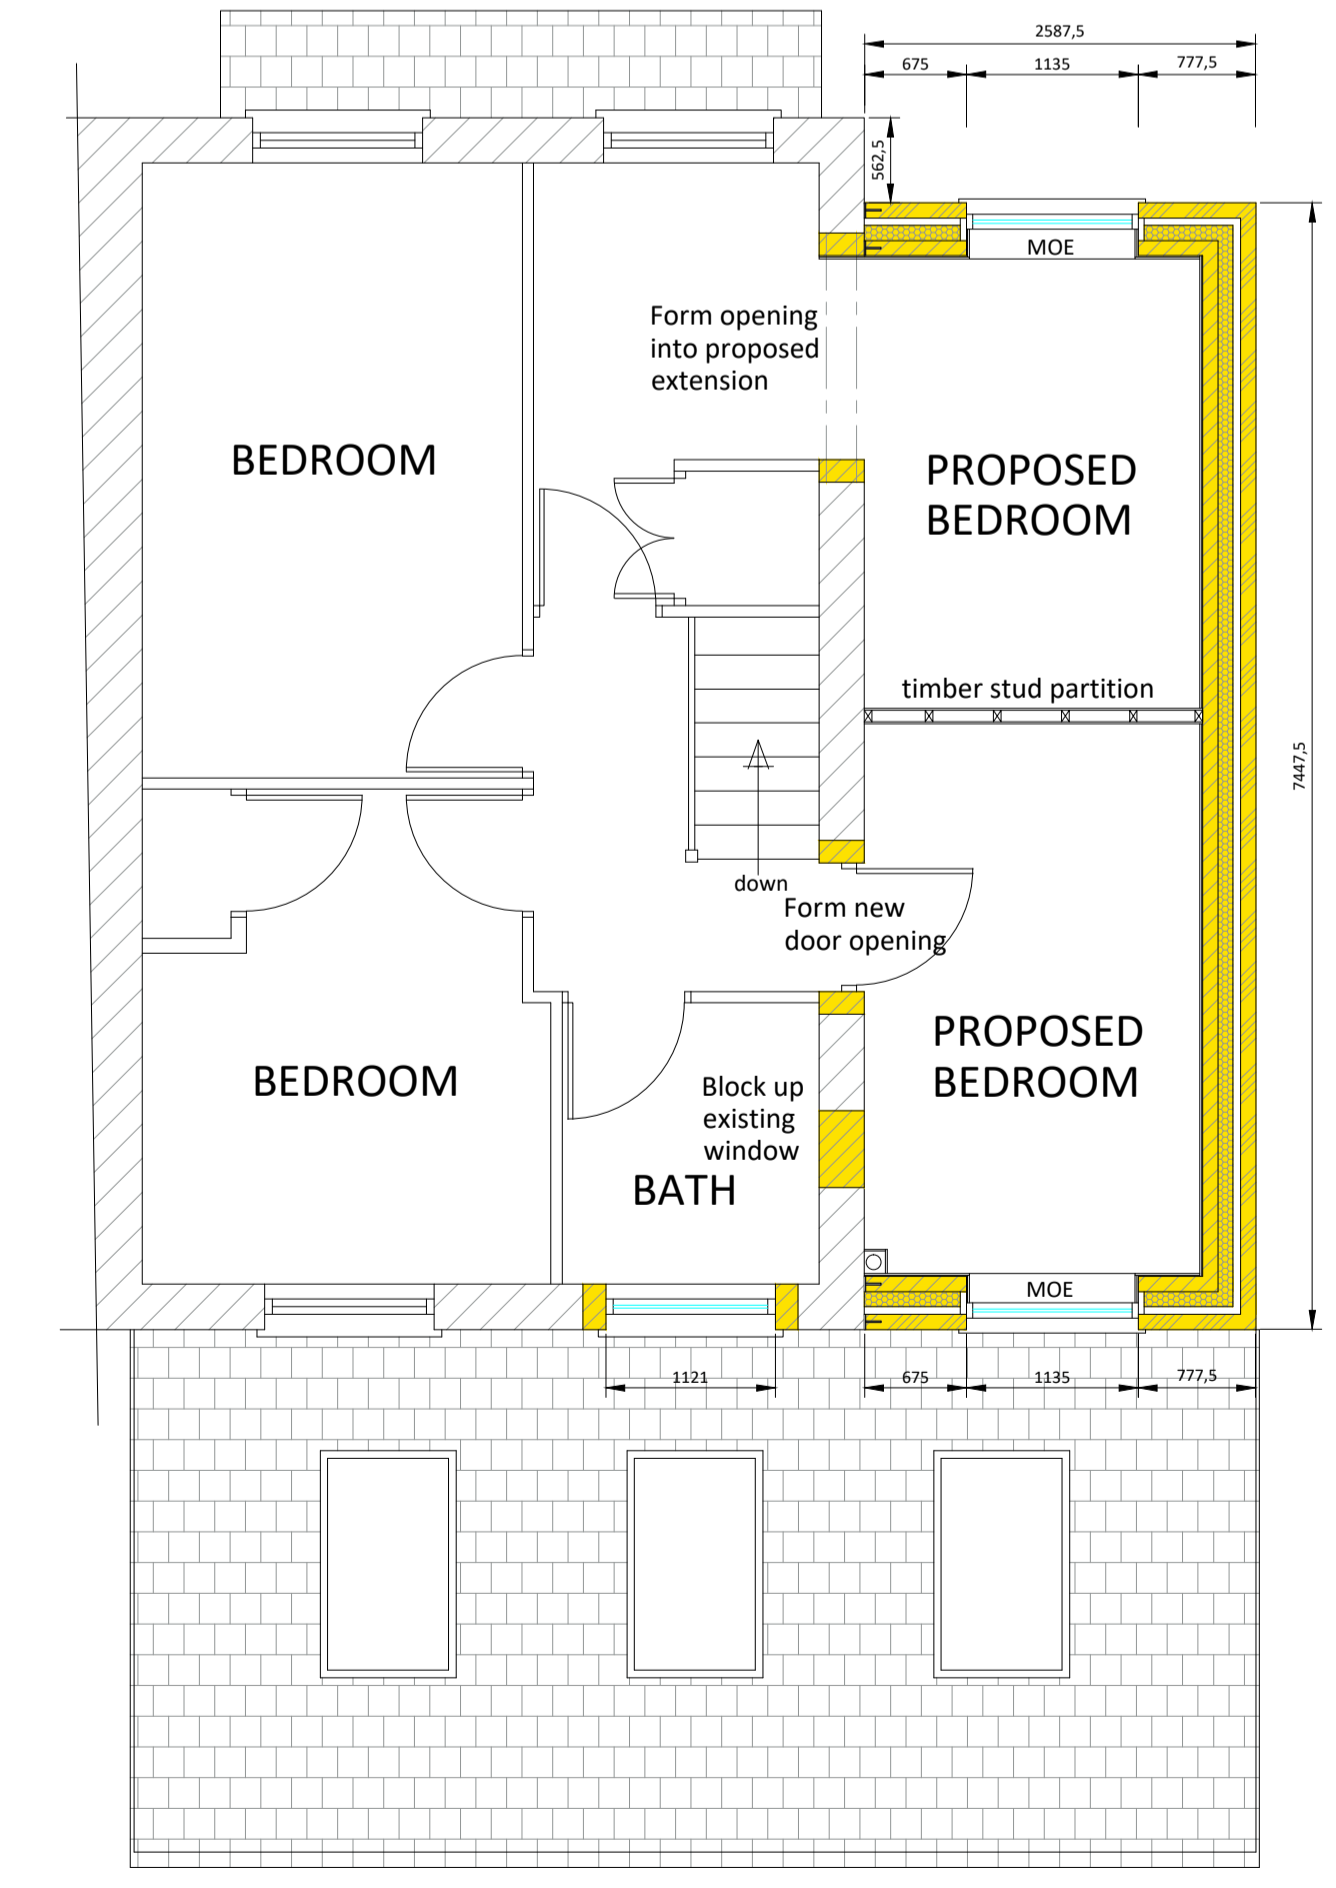 2587,5
675
1135
777,5
562,5
MOE
Form opening
into proposed
extension
BEDROOM
PROPOSED
BEDROOM
timber stud partition
7447,5
down
Form new
door opening
PROPOSED
BEDROOM
BEDROOM
Block up
existing
window
BATH
MOE
1121
675
1135
777,5